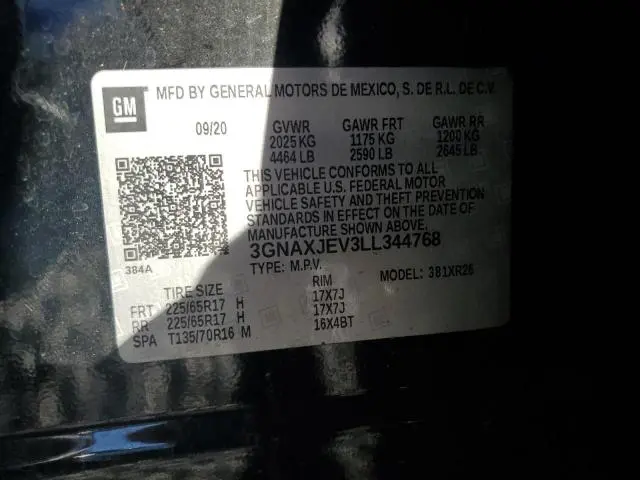 GM
MFD BY GENERAL MOTORS DE MEXICO, S. DE R.L. DE C.V.
09/20 GVWR GAWR FRT GAWR RR
2025 KG 1175 KG 1200 KG
4464 LB 2590 LB 2645 LB
THIS VEHICLE CONFORMS TO ALL
APPLICABLE U.S. FEDERAL MOTOR
VEHICLE SAFETY AND THEFT PREVENTION
STANDARDS IN EFFECT ON THE DATE OF
MANUFACTURE SHOWN ABOVE.
384A 3GNAXJEV3LL344768
TYPE: M.P.V. MODEL: 381XR26
TIRE SIZE RIM
FRT 225/65R17 H 17X7J
RR 225/65R17 H 17X7J
SPA T135/70R16 M 16X4BT